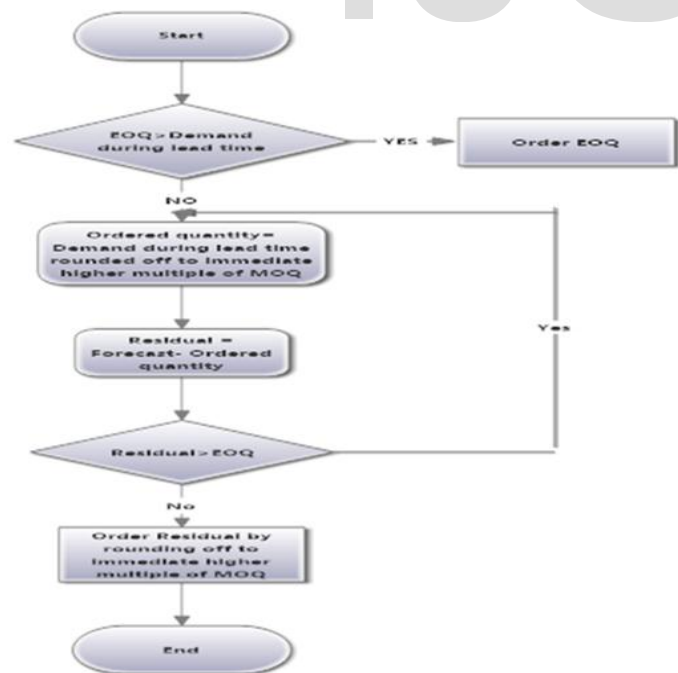 Start
EOQ>Demand
during lead time
YES
Order EOQ
NO
Ordered quantity=
Demand during lead time
rounded off to immediate
higher multiple of MOQ
Residual =
Forecast- Ordered
quantity
Yes
Residual>EOQ
No
Order Residual by
rounding off to
immediate higher
multiple of MOQ
End